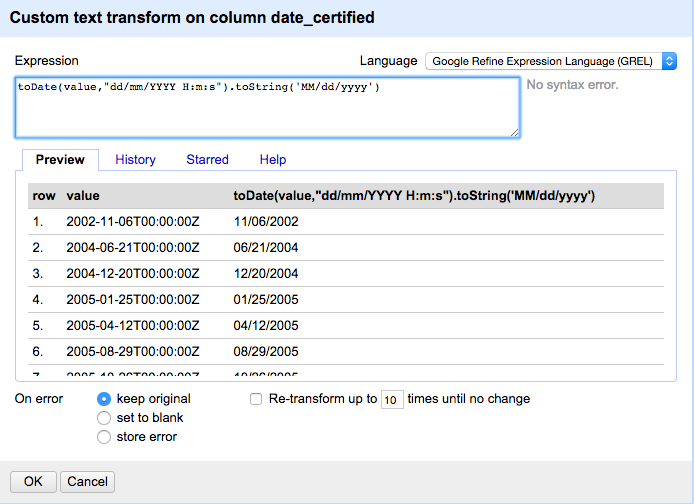 Custom text transform on column date_certified
Expression Language Google Refine Expression Language (GREL)
toDate(value,"dd/mm/YYYY H:m:s").toString('MM/dd/yyyy') No syntax error.
Preview History Starred Help
row value toDate(value,"dd/mm/YYYY H:m:s").toString('MM/dd/yyyy')
1. 2002-11-06T00:00:00Z 11/06/2002
2. 2004-06-21T00:00:00Z 06/21/2004
3. 2004-12-20T00:00:00Z 12/20/2004
4. 2005-01-25T00:00:00Z 01/25/2005
5. 2005-04-12T00:00:00Z 04/12/2005
6. 2005-08-29T00:00:00Z 08/29/2005
On error keep original Re-transform up to 10 times until no change
set to blank
store error
OK Cancel